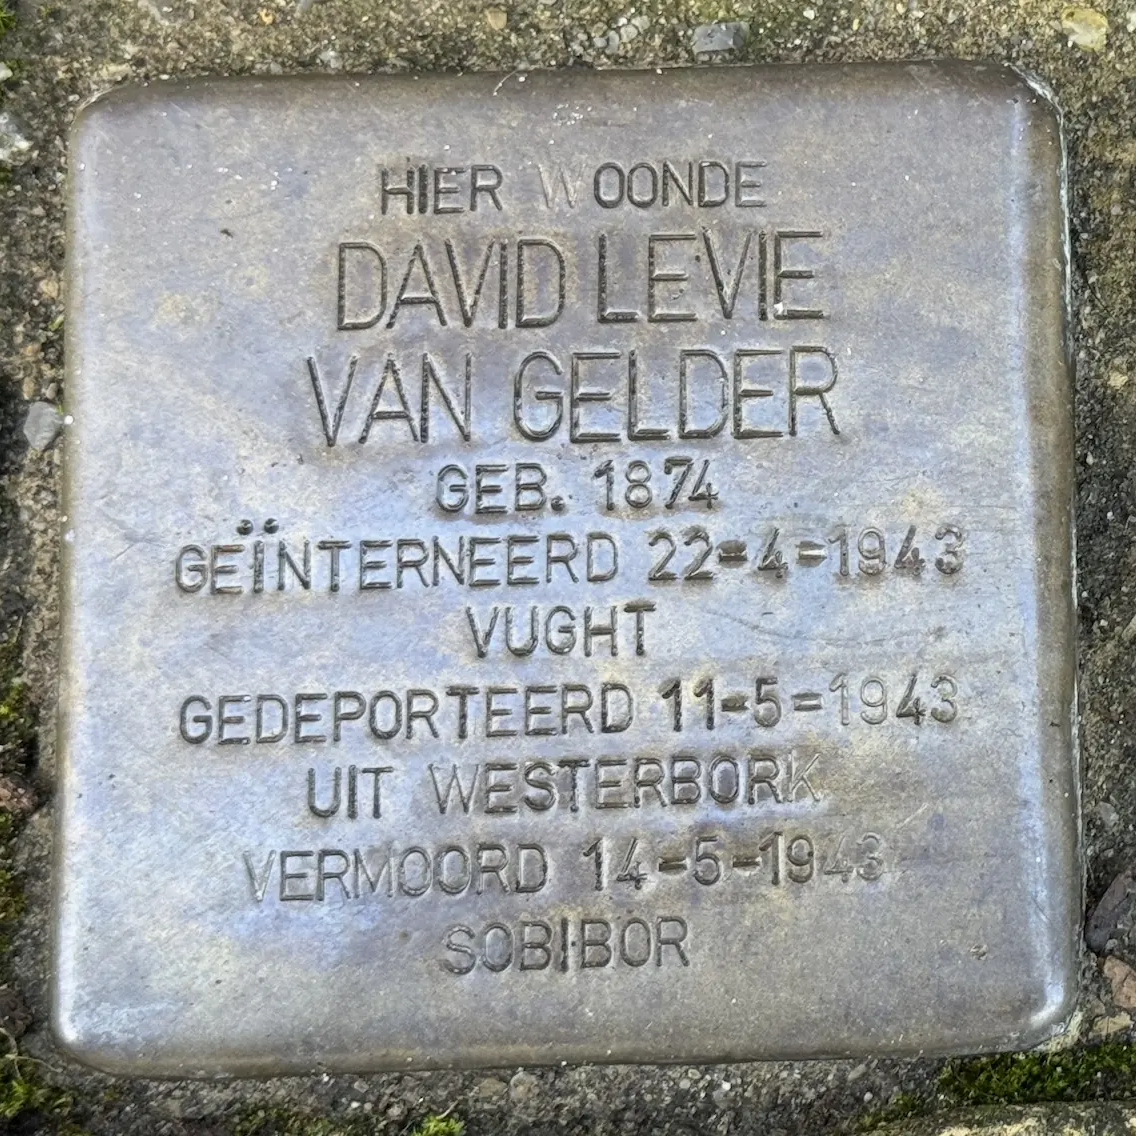 HIER WOONDE
DAVID LEVIE
VAN GELDER
GEB. 1874
GEÏNTERNEERD 22-4-1943
VUGHT
GEDEPORTEERD 11-5-1943
UIT WESTERBORK
VERMOORD 14-5-1943
SOBIBOR